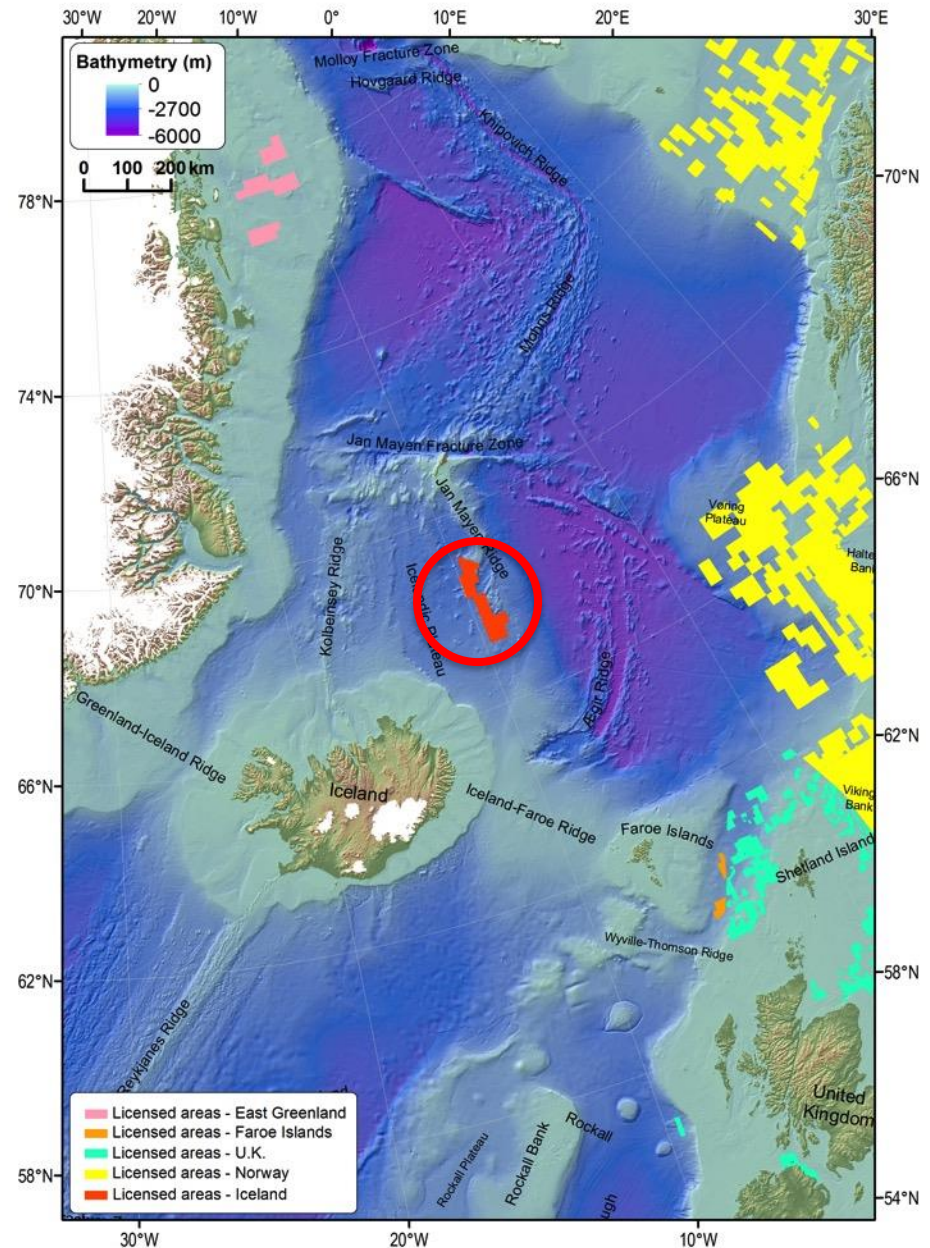 30°W 20°W 10°W 0° 10°E 20°E 30°E
Bathymetry (m)
0
-2700
-6000
0 100 200 km
Molloy Fracture Zone
Hovgaard Ridge
Knipovich Ridge
70°N
78°N
Mohns Ridge
74°N
Jan Mayen Fracture Zone
66°N
Jan Mayen Ridge
Vøring
Plateau
Halte
Bank
Kolbeinsey Ridge
Icelandic Plateau
70°N
Ægir Ridge
Greenland-Iceland Ridge
62°N
66°N
Iceland
Iceland-Faroe Ridge
Viking
Bank
Faroe Islands
Shetland Island
Wyville-Thomson Ridge
62°N
58°N
Reykjanes Ridge
United
Kingdom
Licensed areas - East Greenland
Licensed areas - Faroe Islands
Licensed areas - U.K.
Licensed areas - Norway
Licensed areas - Iceland
Rockall Plateau
Rockall Bank
Rockall
ugh
58°N
54°N
30°W 20°W 10°W